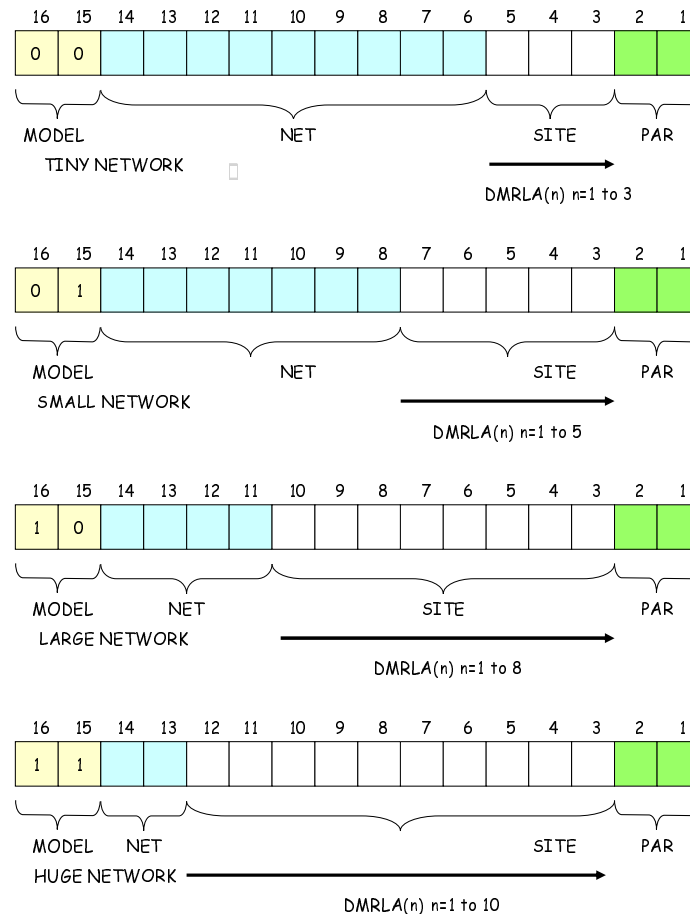 16 15 14 13 12 11 10 9 8 7 6 5 4 3 2 1
0 0
MODEL NET SITE PAR
TINY NETWORK
DMRLA(n) n=1 to 3
16 15 14 13 12 11 10 9 8 7 6 5 4 3 2 1
0 1
MODEL NET SITE PAR
SMALL NETWORK
DMRLA(n) n=1 to 5
16 15 14 13 12 11 10 9 8 7 6 5 4 3 2 1
1 0
MODEL NET SITE PAR
LARGE NETWORK
DMRLA(n) n=1 to 8
16 15 14 13 12 11 10 9 8 7 6 5 4 3 2 1
1 1
MODEL NET SITE PAR
HUGE NETWORK
DMRLA(n) n=1 to 10